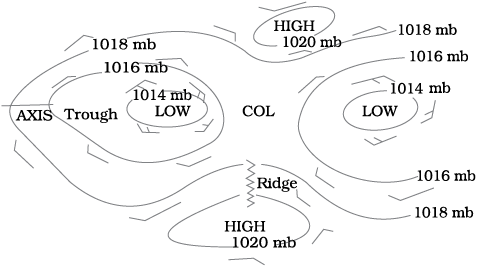 HIGH
1020 mb
1018 mb
1018 mb
1016 mb
1016 mb
1014 mb
1014 mb
AXIS
Trough
LOW
COL
LOW
1016 mb
Ridge
1018 mb
HIGH
1020 mb